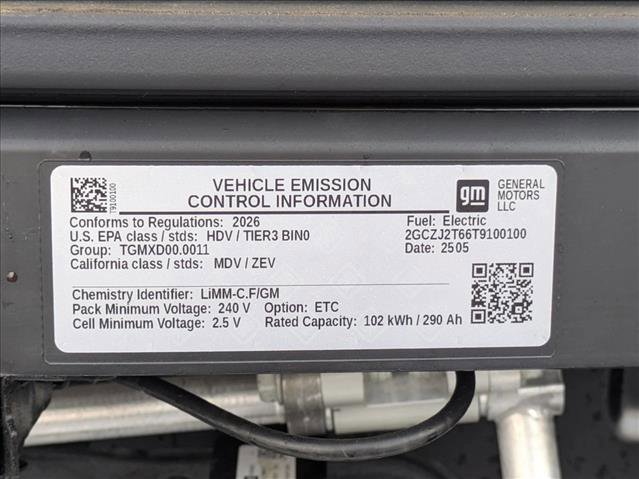 T9100100
VEHICLE EMISSION
CONTROL INFORMATION
gm
GENERAL
MOTORS
LLC
Conforms to Regulations: 2026
Fuel: Electric
U.S. EPA class / stds: HDV / TIER3 BIN0
2GCZJ2T66T9100100
Group: TGMXD00.0011
Date: 2505
California class / stds: MDV / ZEV
Chemistry Identifier: LiMM-C.F/GM
Pack Minimum Voltage: 240 V Option: ETC
Cell Minimum Voltage: 2.5 V Rated Capacity: 102 kWh / 290 Ah